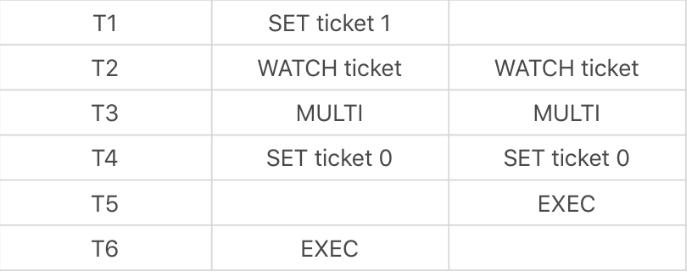 T1 SET ticket 1
T2 WATCH ticket WATCH ticket
T3 MULTI MULTI
T4 SET ticket 0 SET ticket 0
T5 EXEC
T6 EXEC